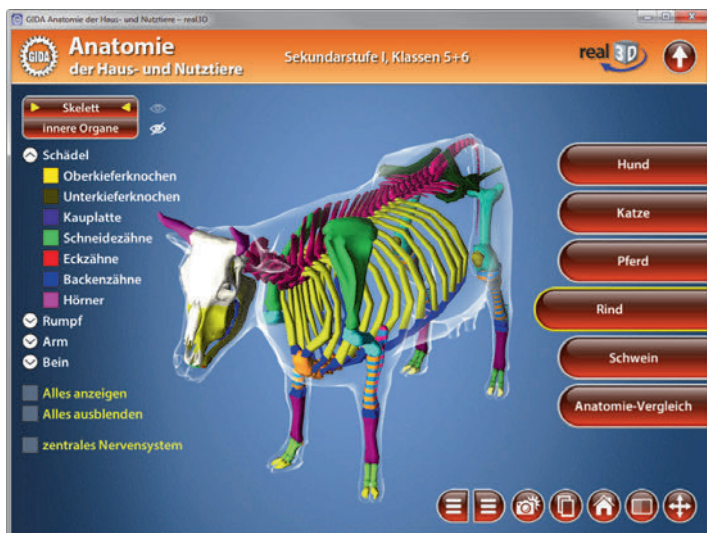 GIDA Anatomie der Haus- und Nutztiere – real3D
GIDA
Anatomie
der Haus- und Nutztiere
Sekundarstufe I, Klassen 5+6
real 3D
Skelett
innere Organe
Schädel
Oberkieferknochen
Unterkieferknochen
Kauplatte
Schneidezähne
Eckzähne
Backenzähne
Hörner
Rumpf
Arm
Bein
Alles anzeigen
Alles ausblenden
zentrales Nervensystem
Hund
Katze
Pferd
Rind
Schwein
Anatomie-Vergleich